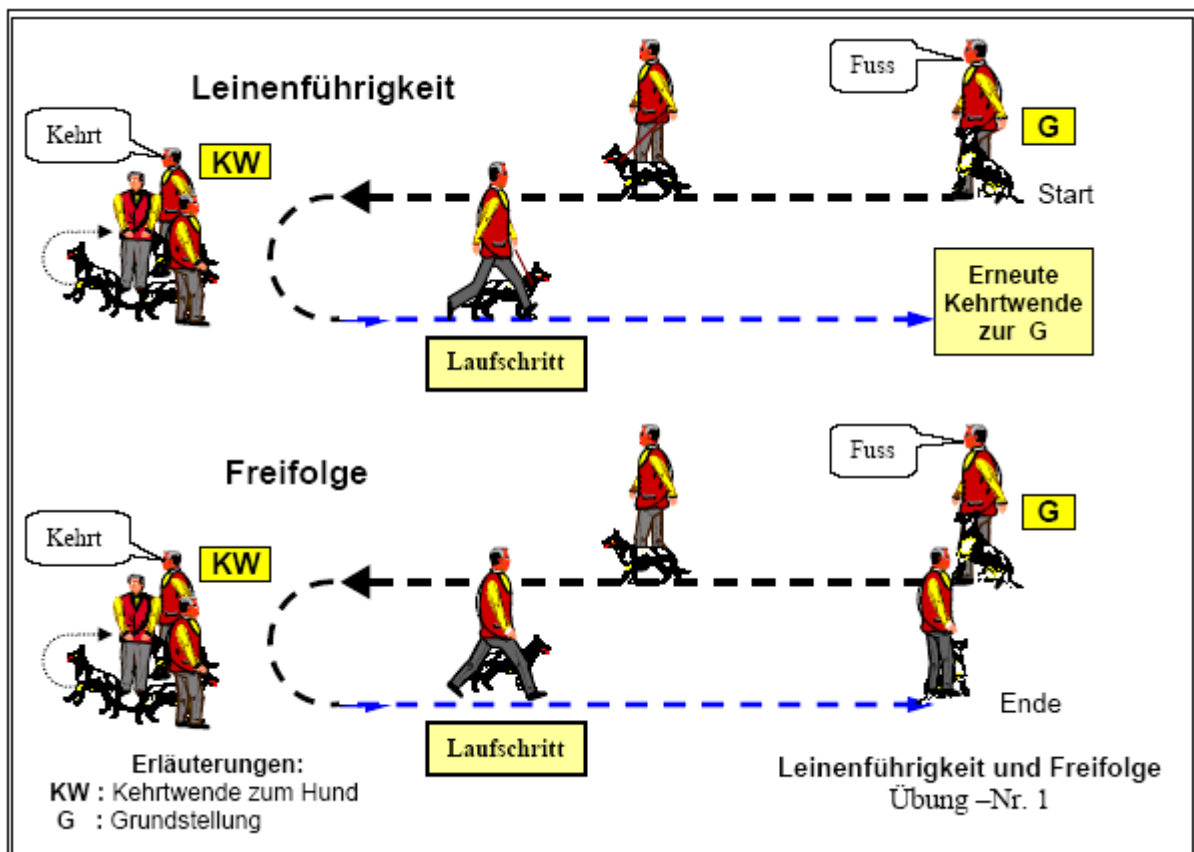 Leinenführigkeit
Fuss
Kehrt
KW
G
Start
Laufschritt
Erneute
Kehrtwende
zur G
Freifolge
Fuss
Kehrt
KW
G
Laufschritt
Ende
Erläuterungen:
KW : Kehrtwende zum Hund
G : Grundstellung
Leinenführigkeit und Freifolge
Übung –Nr. 1